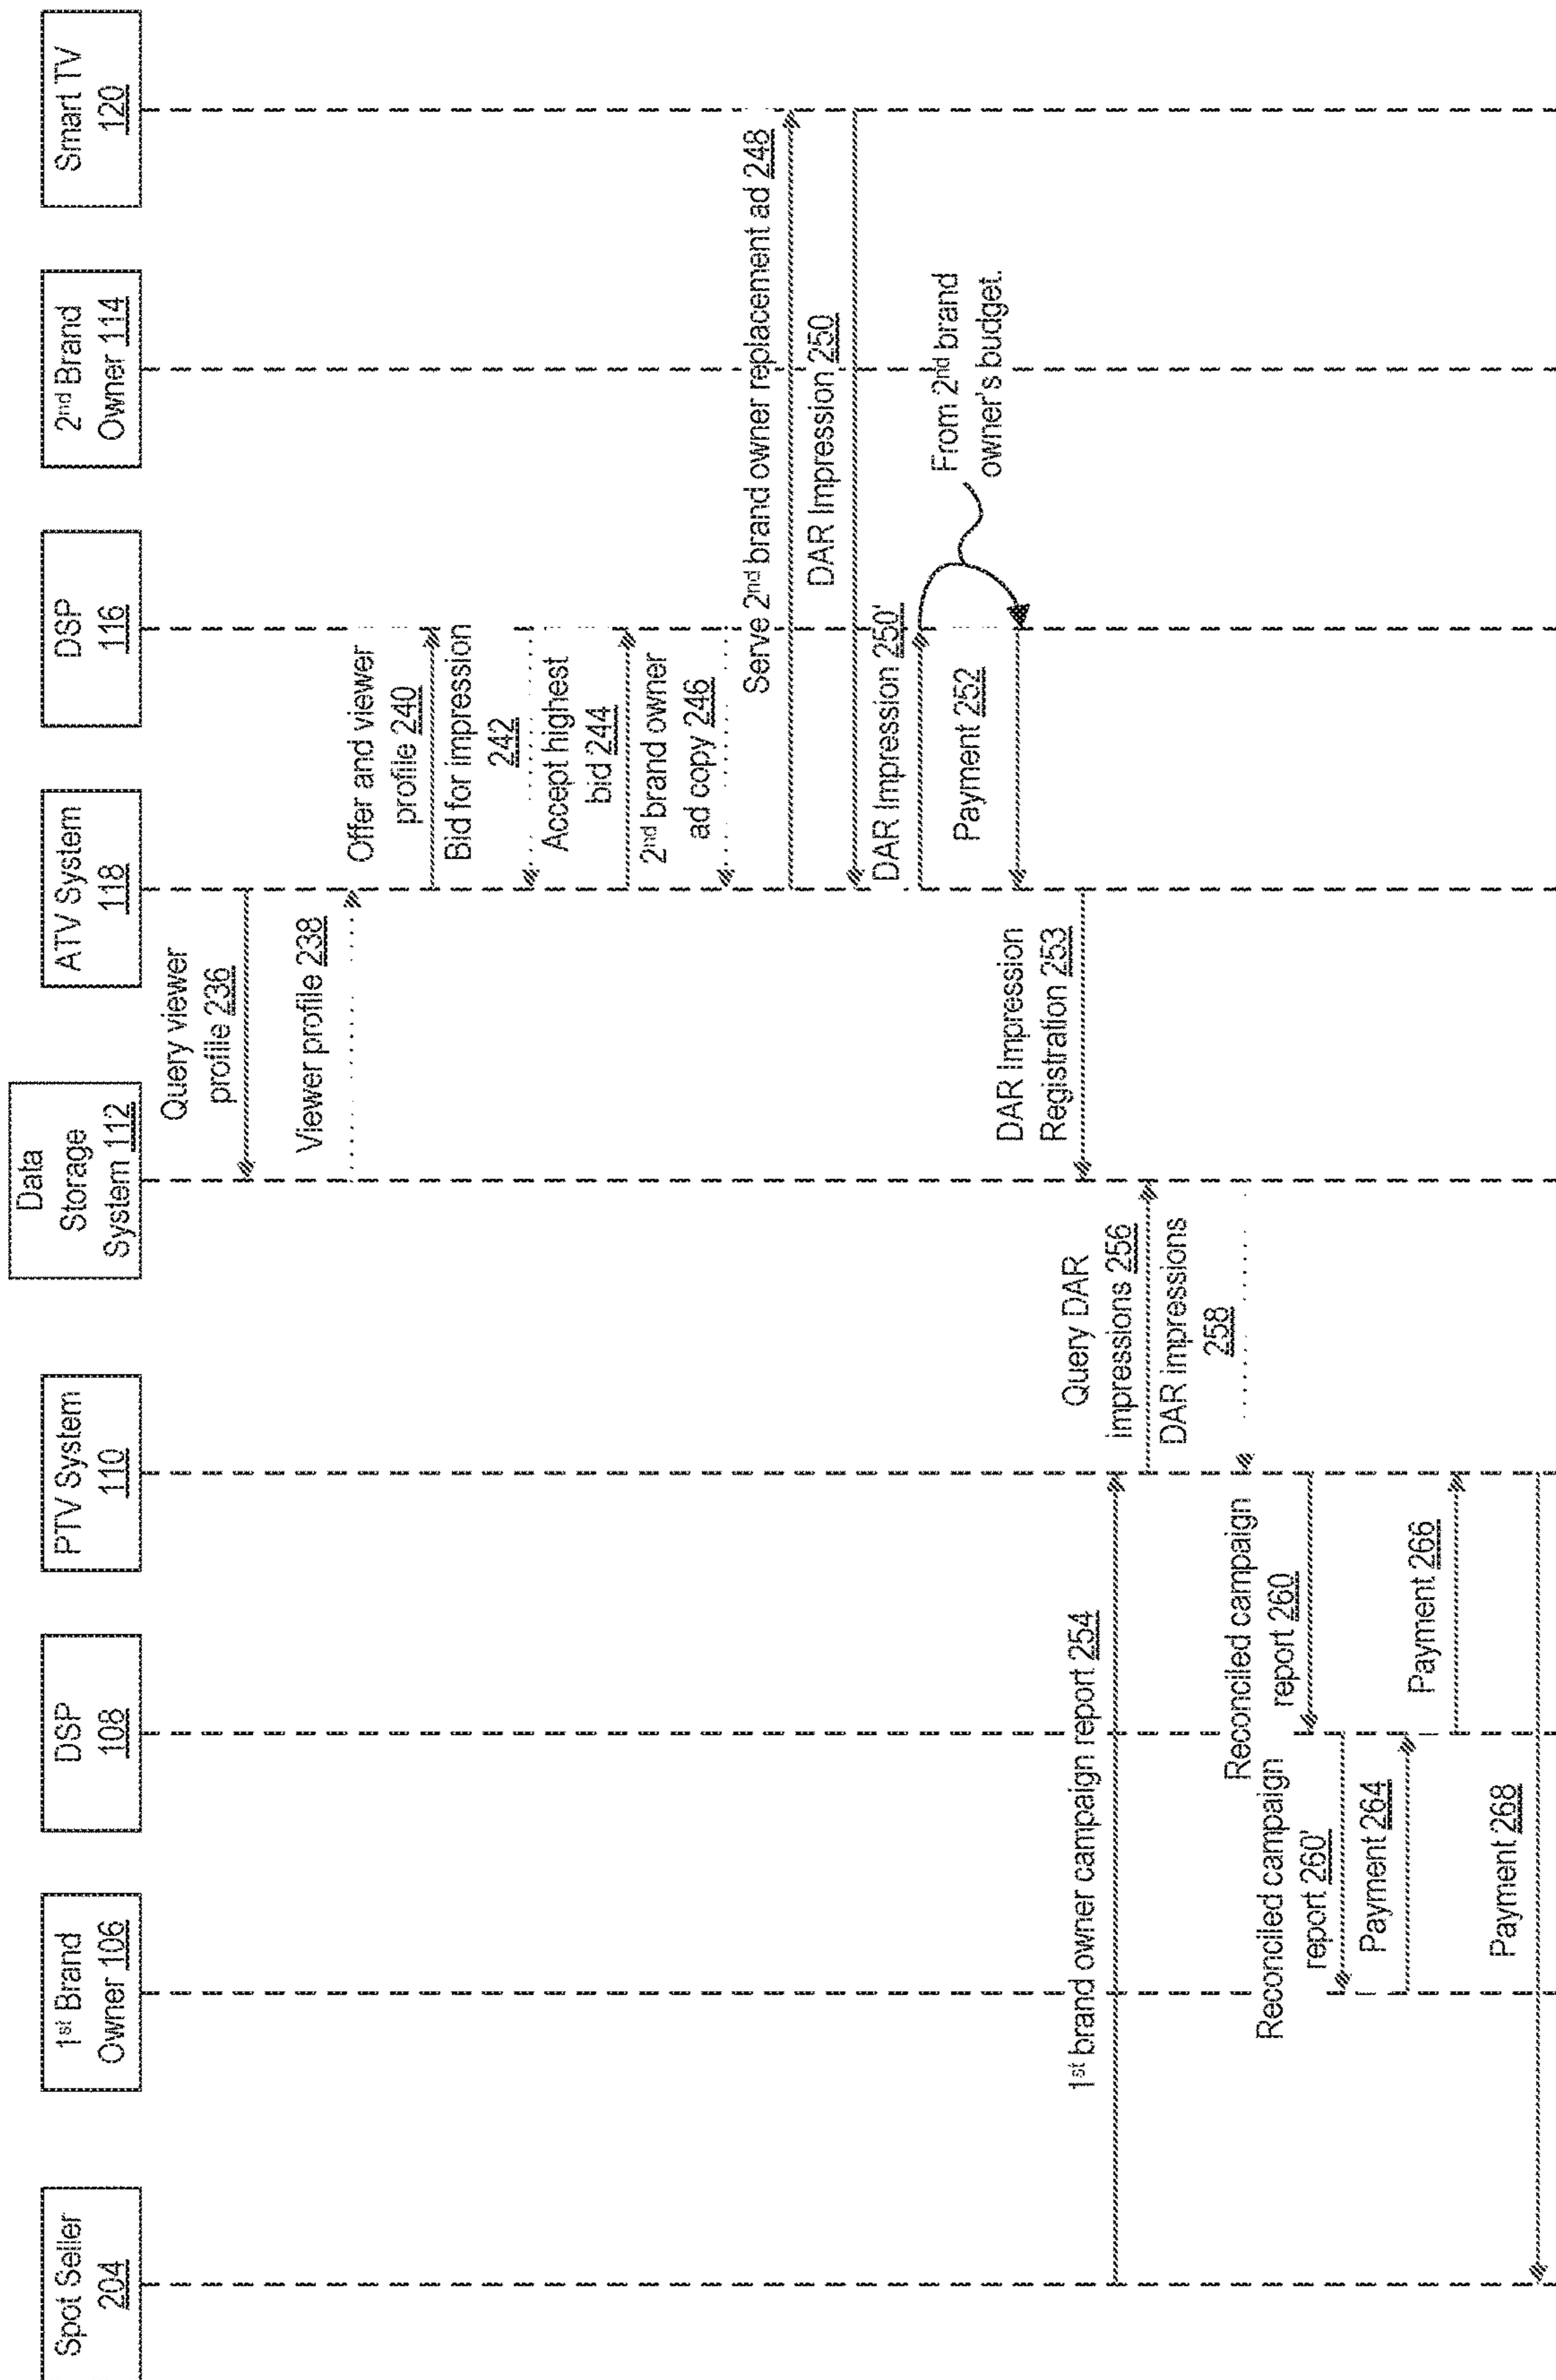 Spot Seller
204
1st Brand
Owner 106
DSP
108
PTV System
110
Data
Storage
System 112
ATV System
118
DSP
116
2nd Brand
Owner 114
Smart TV
120
Query viewer
profile 236
Viewer profile 238
Offer and viewer
profile 240
Bid for impression
242
Accept highest
bid 244
2nd brand owner
ad copy 246
Serve 2nd brand owner replacement ad 248
DAR Impression 250
DAR Impression 250'
From 2nd brand
owner's budget.
Payment 252
DAR Impression
Registration 253
1st brand owner campaign report 254
Query DAR
impressions 256
DAR impressions
258
Reconciled campaign
report 260
Reconciled campaign
report 260'
Payment 264
Payment 266
Payment 268